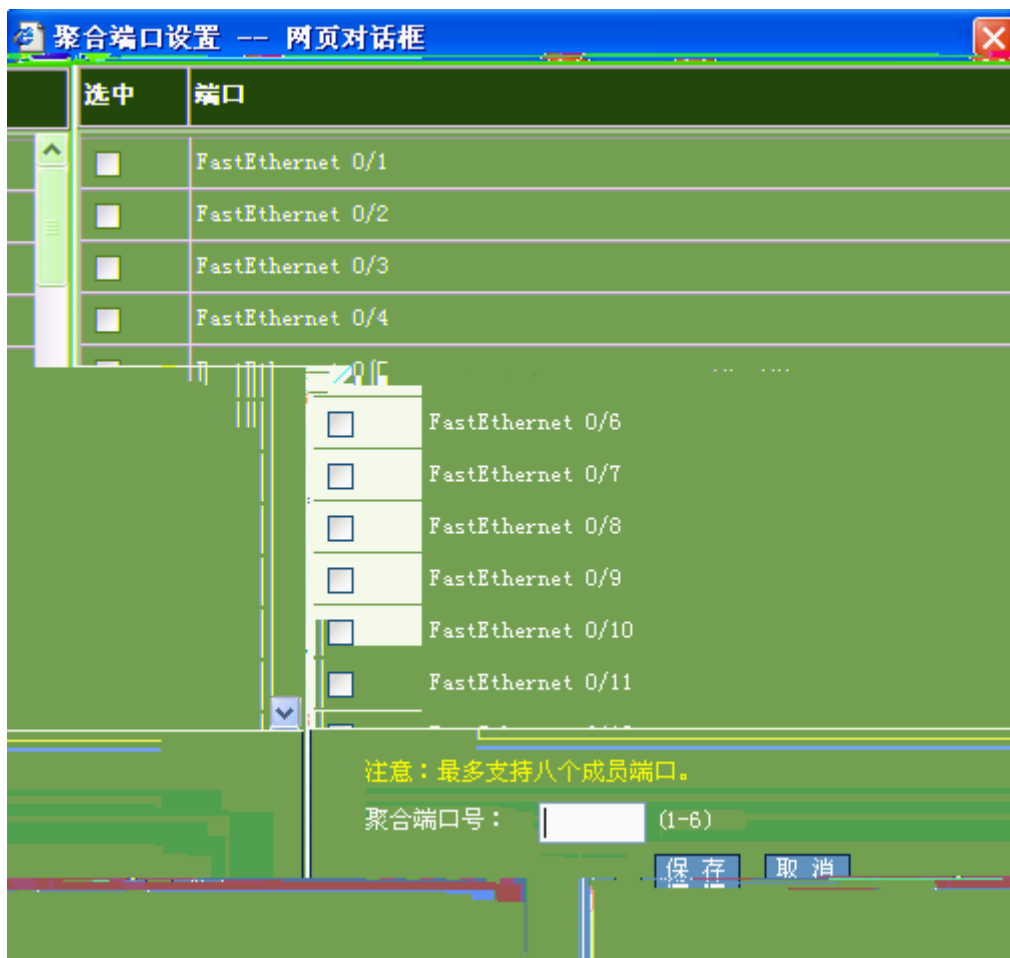 聚合端口设置 -- 网页对话框
选中 端口
FastEthernet 0/1
FastEthernet 0/2
FastEthernet 0/3
FastEthernet 0/4
FastEthernet 0/6
FastEthernet 0/7
FastEthernet 0/8
FastEthernet 0/9
FastEthernet 0/10
FastEthernet 0/11
注意：最多支持八个成员端口。
聚合端口号： (1-6)
保存 取消